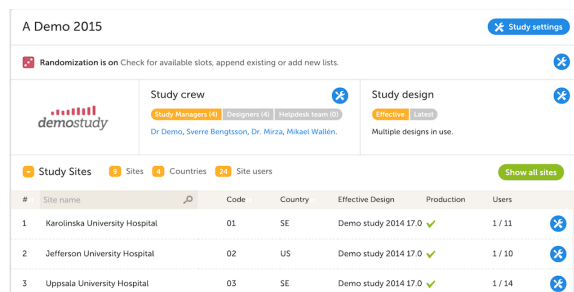 A Demo 2015
Study settings
Randomization is on Check for available slots, append existing or add new lists.
demostudy
Study crew
Study Managers (4) Designers (4) Helpdesk team (0)
Dr Demo, Sverre Bengtsson, Dr. Mirza, Mikael Wallén.
Study design
Effective Latest
Multiple designs in use.
Study Sites 9 Sites 4 Countries 24 Site users
Show all sites
# Site name Code Country Effective Design Production Users
1 Karolinska University Hospital 01 SE Demo study 2014 17.0 1 / 11
2 Jefferson University Hospital 02 US Demo study 2014 17.0 1 / 10
3 Uppsala University Hospital 03 SE Demo study 2014 17.0 1 / 14